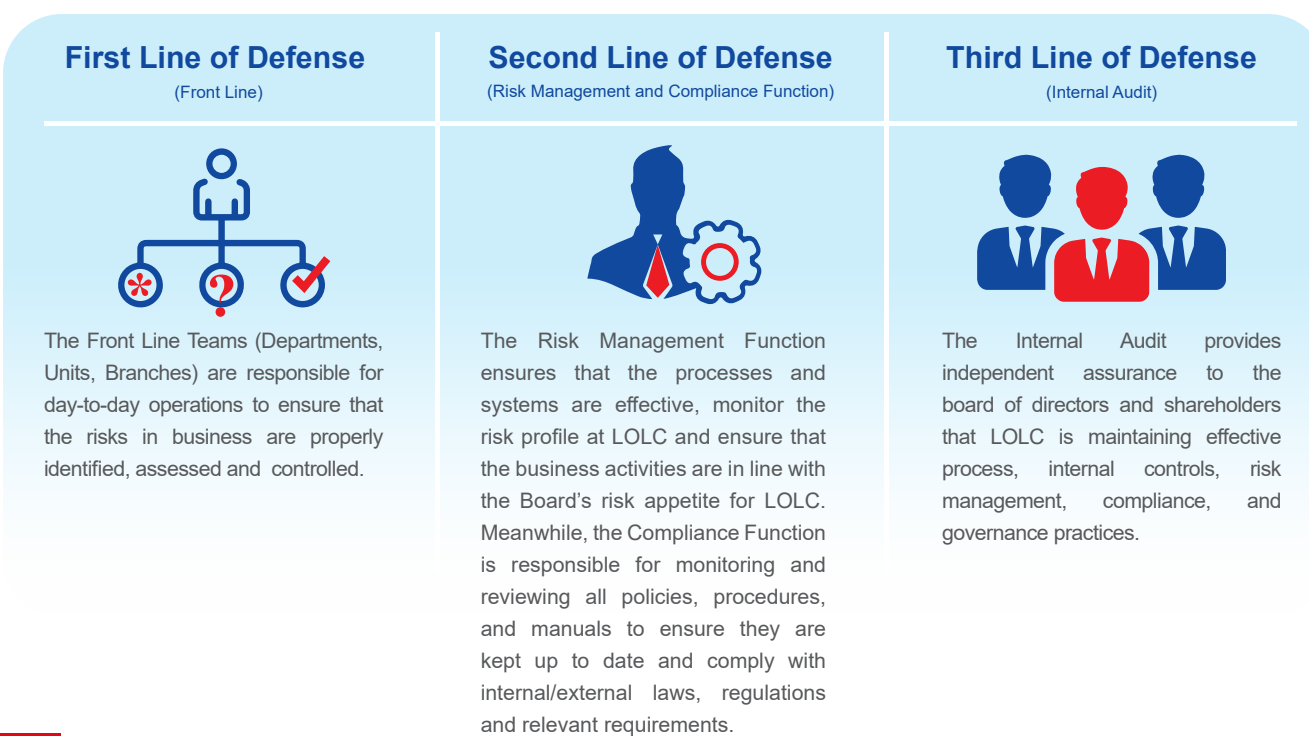 First Line of Defense
(Front Line)
The Front Line Teams (Departments,
Units, Branches) are responsible for
day-to-day operations to ensure that
the risks in business are properly
identified, assessed and controlled.
Second Line of Defense
(Risk Management and Compliance Function)
The Risk Management Function
ensures that the processes and
systems are effective, monitor the
risk profile at LOLC and ensure that
the business activities are in line with
the Board’s risk appetite for LOLC.
Meanwhile, the Compliance Function
is responsible for monitoring and
reviewing all policies, procedures,
and manuals to ensure they are
kept up to date and comply with
internal/external laws, regulations
and relevant requirements.
Third Line of Defense
(Internal Audit)
The Internal Audit provides
independent assurance to the
board of directors and shareholders
that LOLC is maintaining effective
process, internal controls, risk
management, compliance, and
governance practices.